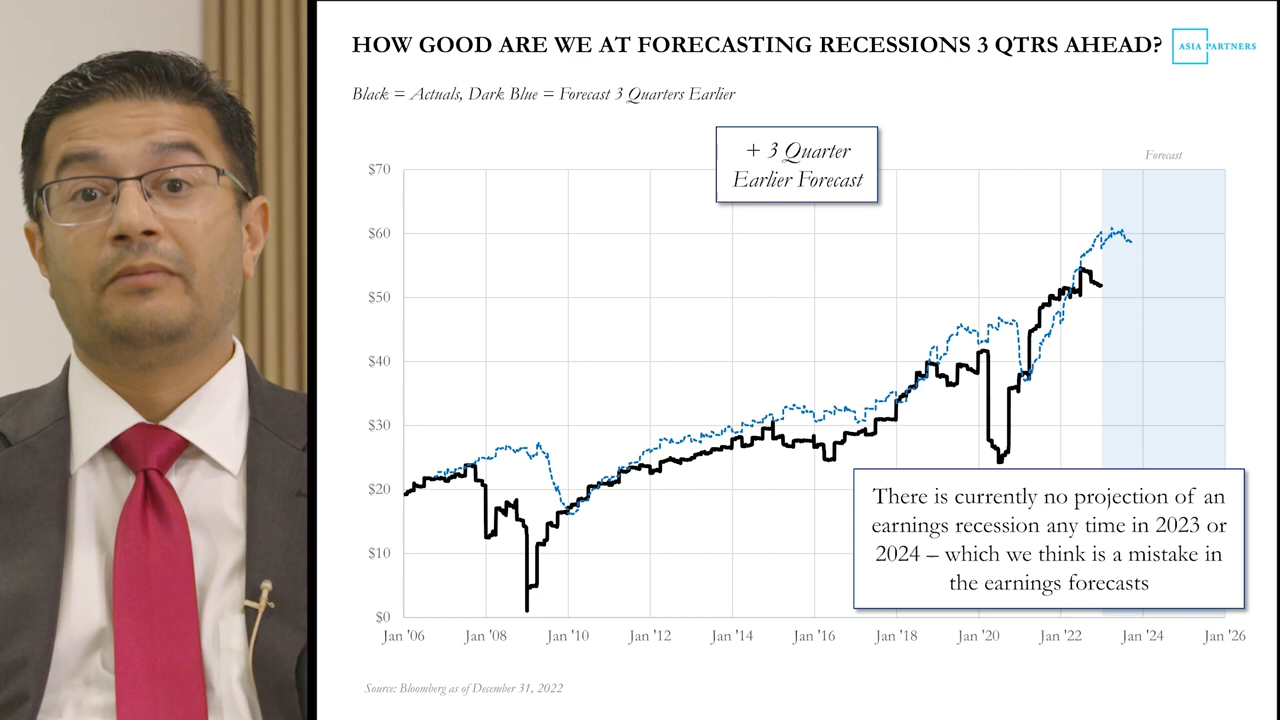 HOW GOOD ARE WE AT FORECASTING RECESSIONS 3 QTRS AHEAD?
ASIA PARTNERS
Black = Actuals, Dark Blue = Forecast 3 Quarters Earlier
+ 3 Quarter
Earlier Forecast
Forecast
$70
$60
$50
$40
$30
$20
$10
$0
There is currently no projection of an
earnings recession any time in 2023 or
2024 – which we think is a mistake in
the earnings forecasts
Jan '06 Jan '08 Jan '10 Jan '12 Jan '14 Jan '16 Jan '18 Jan '20 Jan '22 Jan '24 Jan '26
Source: Bloomberg as of December 31, 2022